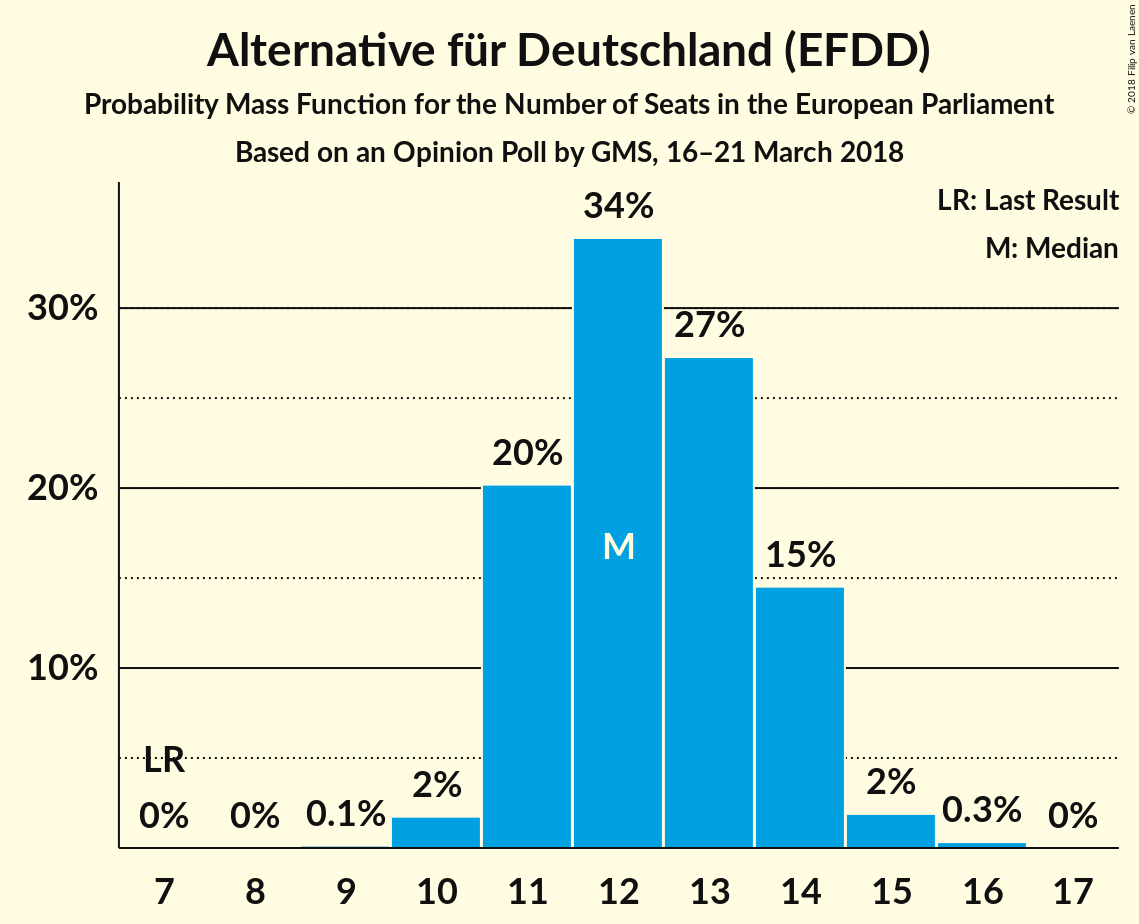 Alternative für Deutschland (EFDD)
Probability Mass Function for the Number of Seats in the European Parliament
Based on an Opinion Poll by GMS, 16–21 March 2018
© 2018 Filip van Laenen
LR: Last Result
M: Median
34%
30%
27%
20%
20%
M
15%
10%
LR
0%
0%
0.1%
2%
2%
0.3%
0%
7 8 9 10 11 12 13 14 15 16 17